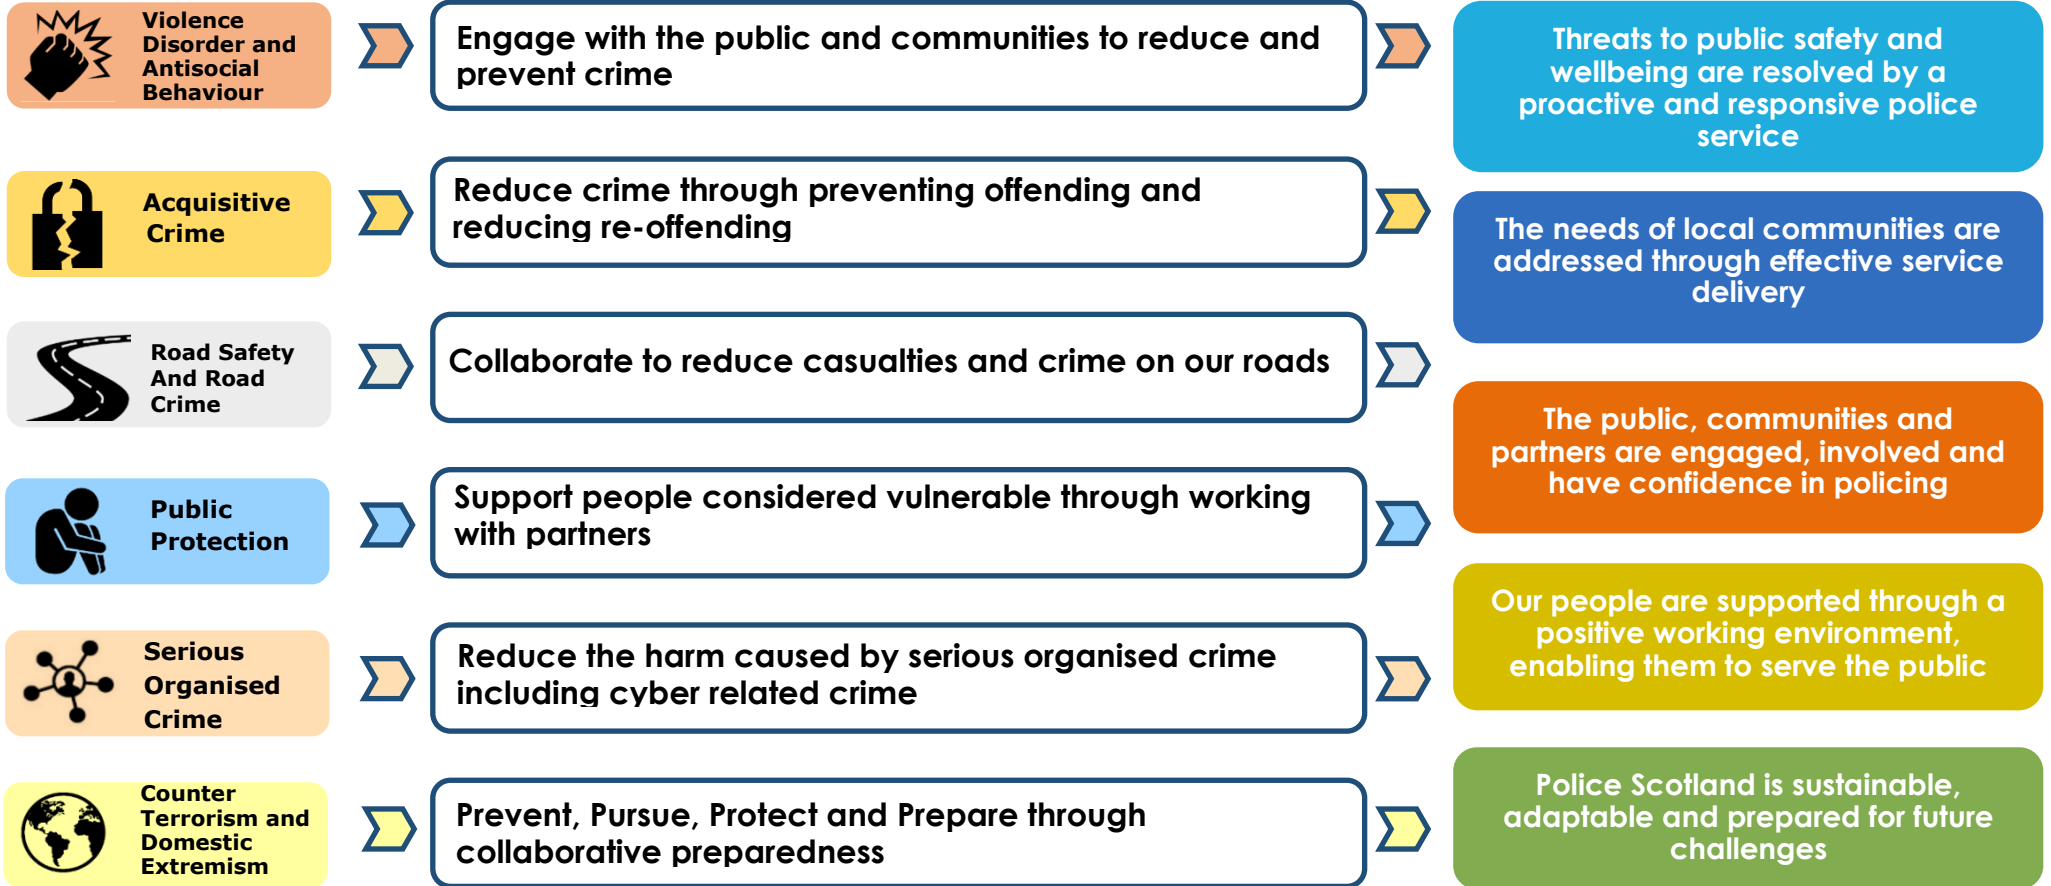 Violence
Disorder and
Antisocial
Behaviour
Engage with the public and communities to reduce and
prevent crime
Acquisitive
Crime
Reduce crime through preventing offending and
reducing re-offending
Road Safety
And Road
Crime
Collaborate to reduce casualties and crime on our roads
Public
Protection
Support people considered vulnerable through working
with partners
Serious
Organised
Crime
Reduce the harm caused by serious organised crime
including cyber related crime
Counter
Terrorism and
Domestic
Extremism
Prevent, Pursue, Protect and Prepare through
collaborative preparedness
Threats to public safety and
wellbeing are resolved by a
proactive and responsive police
service
The needs of local communities are
addressed through effective service
delivery
The public, communities and
partners are engaged, involved and
have confidence in policing
Our people are supported through a
positive working environment,
enabling them to serve the public
Police Scotland is sustainable,
adaptable and prepared for future
challenges